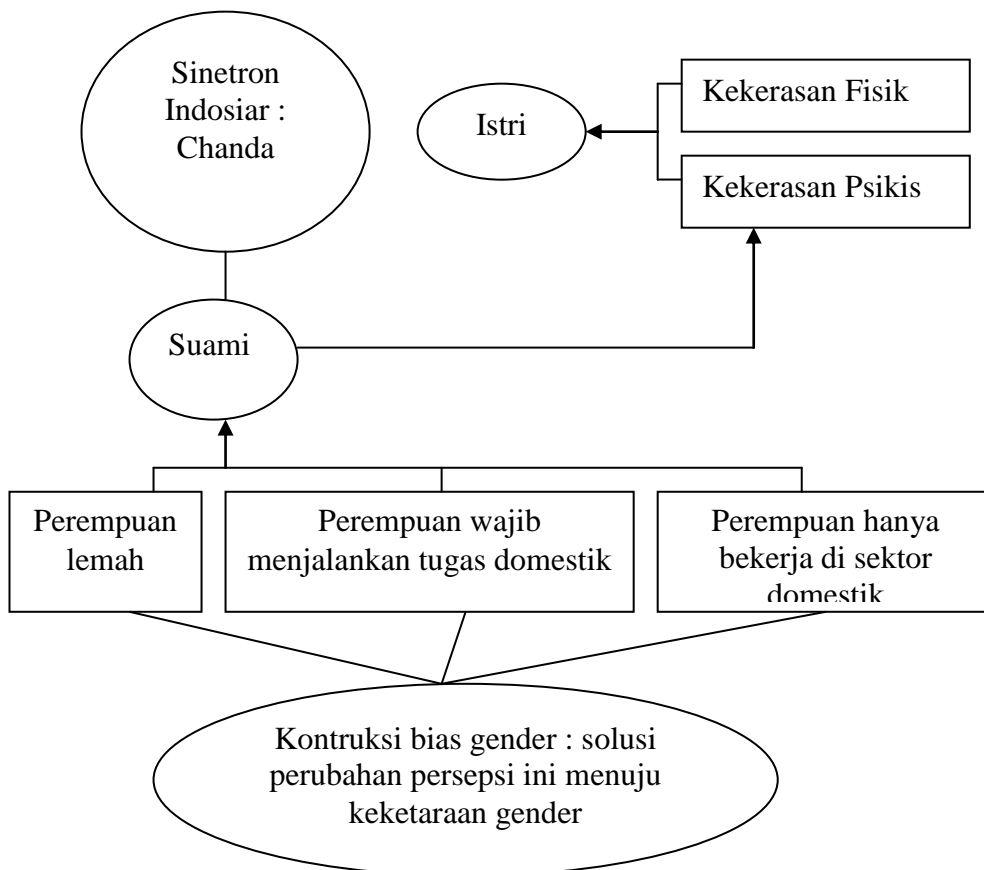 Sinetron
Indosiar :
Chanda
Istri
Kekerasan Fisik
Kekerasan Psikis
Suami
Perempuan
lemah
Perempuan wajib
menjalankan tugas domestik
Perempuan hanya
bekerja di sektor
domestik
Kontruksi bias gender : solusi
perubahan persepsi ini menuju
keketaraan gender